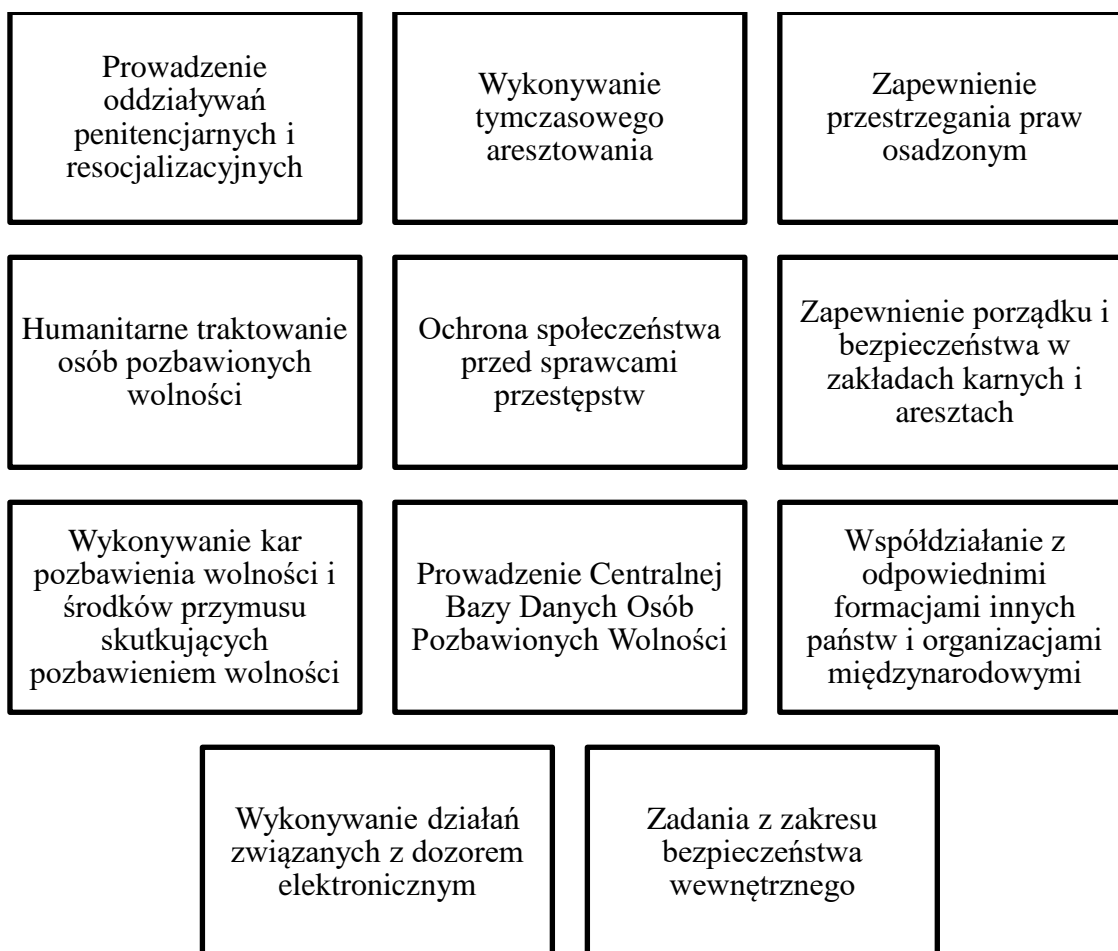 Prowadzenie
oddziaływań
penitencjarnych i
resocjalizacyjnych
Wykonywanie
tymczasowego
aresztowania
Zapewnienie
przestrzegania praw
osadzonym
Humanitarne traktowanie
osób pozbawionych
wolności
Ochrona społeczeństwa
przed sprawcami
przestępstw
Zapewnienie porządku i
bezpieczeństwa w
zakładach karnych i
aresztach
Wykonywanie kar
pozbawienia wolności i
środków przymusu
skutkujących
pozbawieniem wolności
Prowadzenie Centralnej
Bazy Danych Osób
Pozbawionych Wolności
Współdziałanie z
odpowiednimi
formacjami innych
państw i organizacjami
międzynarodowymi
Wykonywanie działań
związanych z dozorem
elektronicznym
Zadania z zakresu
bezpieczeństwa
wewnętrznego